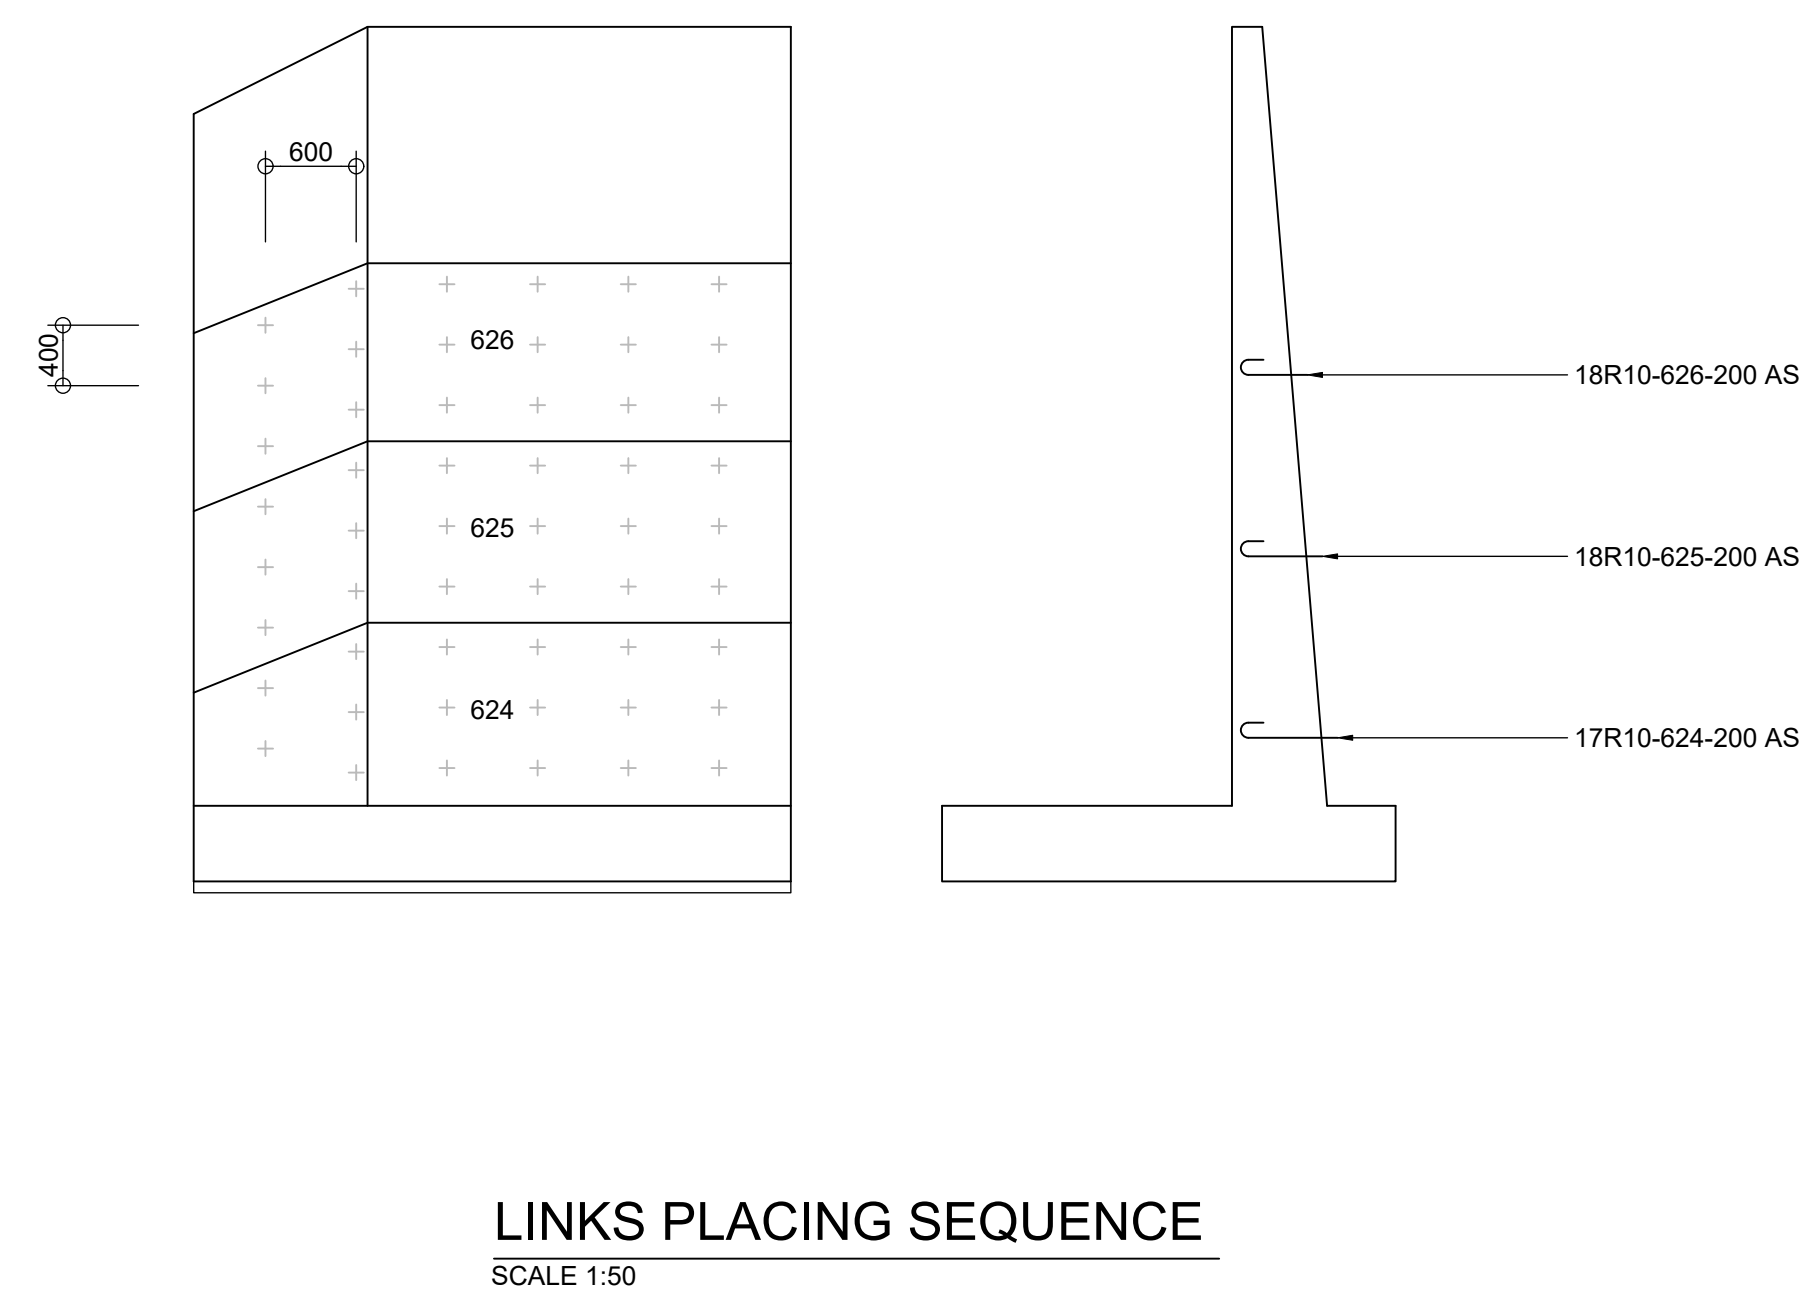 600
400
626
625
624
18R10-626-200 AS
18R10-625-200 AS
17R10-624-200 AS
LINKS PLACING SEQUENCE
SCALE 1:50